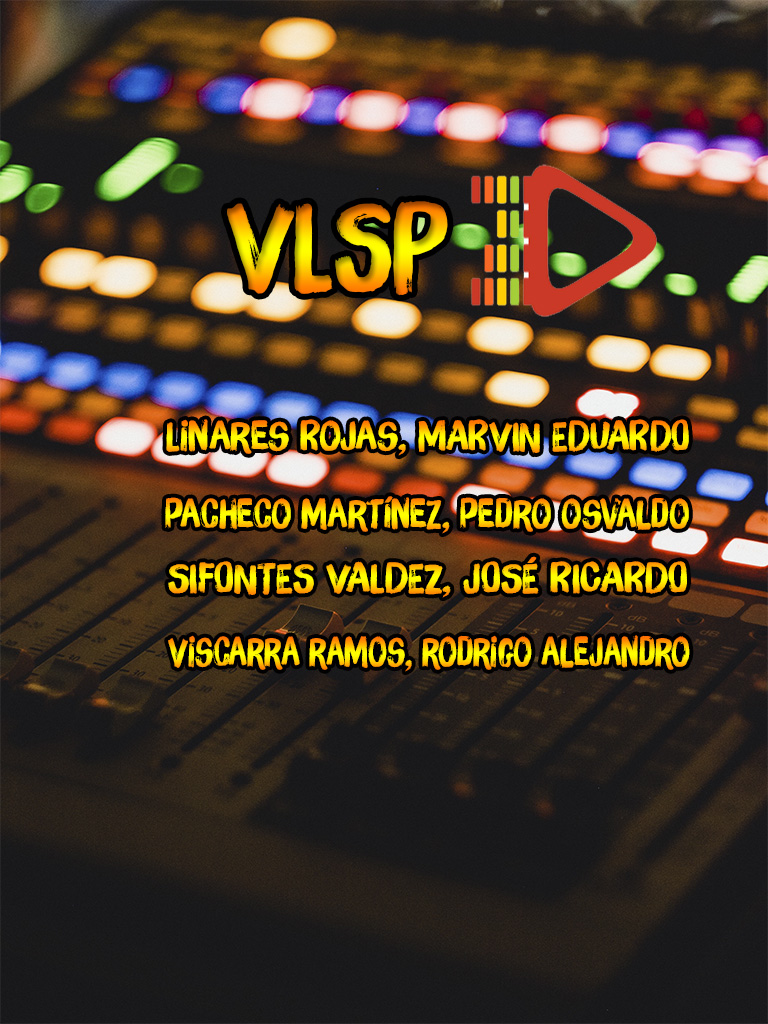 VLSP
LINARES ROJAS, MARVIN EDUARDO
PACHECO MARTÍNEZ, PEDRO OSVALDO
SIFONTES VALDEZ, JOSÉ RICARDO
VISCARRA RAMOS, RODRIGO ALEJANDRO